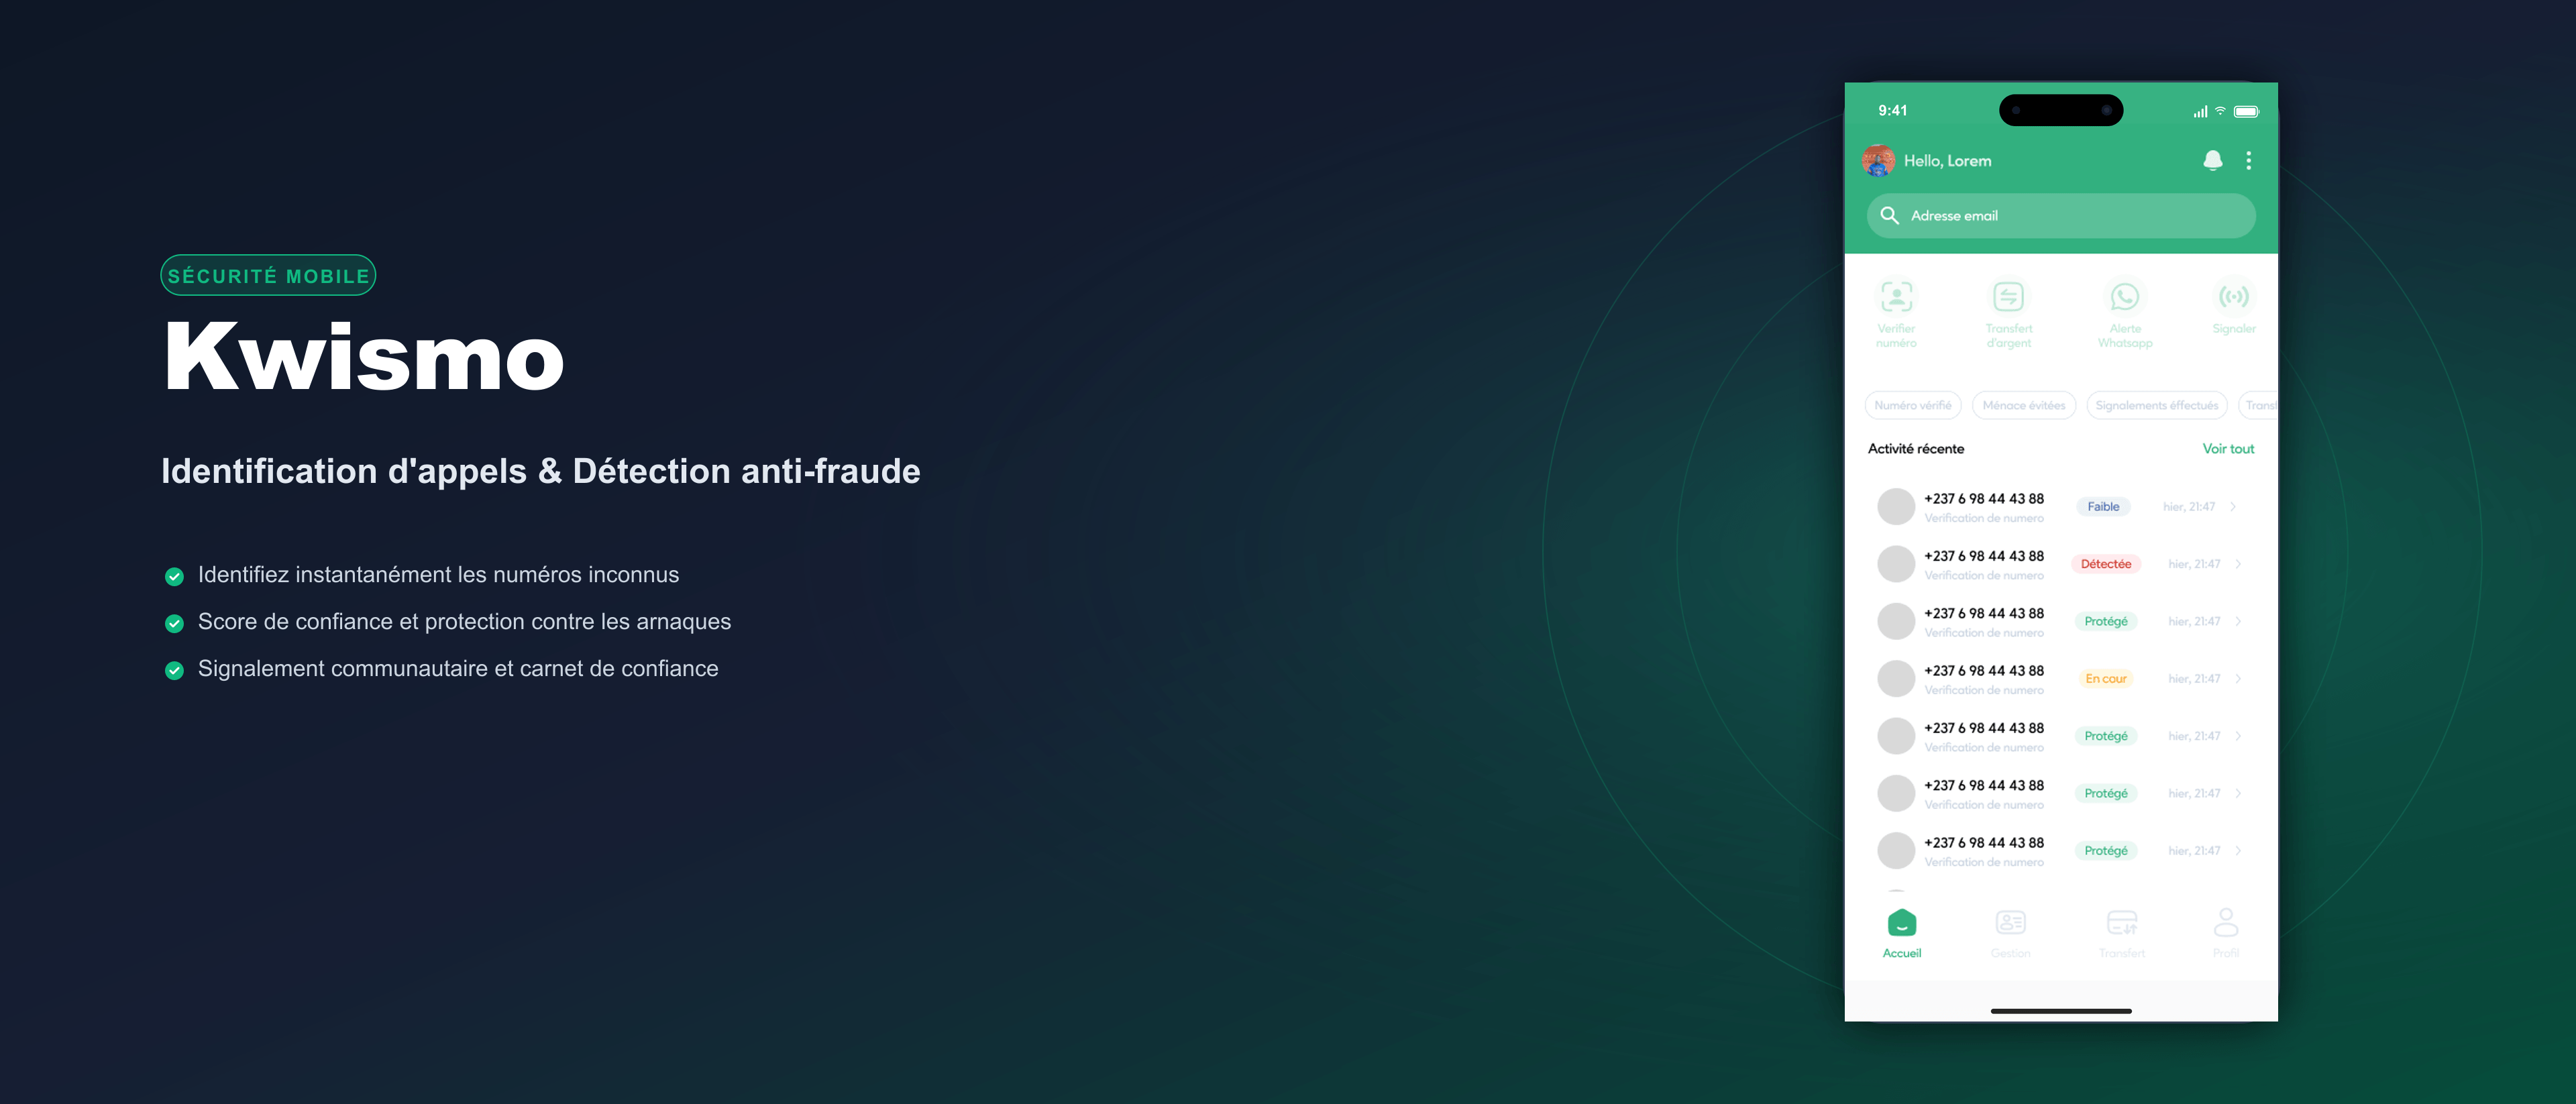 SÉCURITÉ MOBILE
Kwismo
Identification d'appels & Détection anti-fraude
Identifiez instantanément les numéros inconnus
Score de confiance et protection contre les arnaques
Signalement communautaire et carnet de confiance
9:41
Hello, Lorem
Adresse email
Verifier
numéro
Transfert
d'argent
Alerte
Whatsapp
Signaler
Numéro vérifié
Ménace évitées
Signalements éffectués
Transf
Activité récente
Voir tout
+237 6 98 44 43 88
Verification de numero
Faible
hier, 21:47
+237 6 98 44 43 88
Verification de numero
Détectée
hier, 21:47
+237 6 98 44 43 88
Verification de numero
Protégé
hier, 21:47
+237 6 98 44 43 88
Verification de numero
En cour
hier, 21:47
+237 6 98 44 43 88
Verification de numero
Protégé
hier, 21:47
+237 6 98 44 43 88
Verification de numero
Protégé
hier, 21:47
+237 6 98 44 43 88
Verification de numero
Protégé
hier, 21:47
Accueil
Gestion
Transfert
Profil